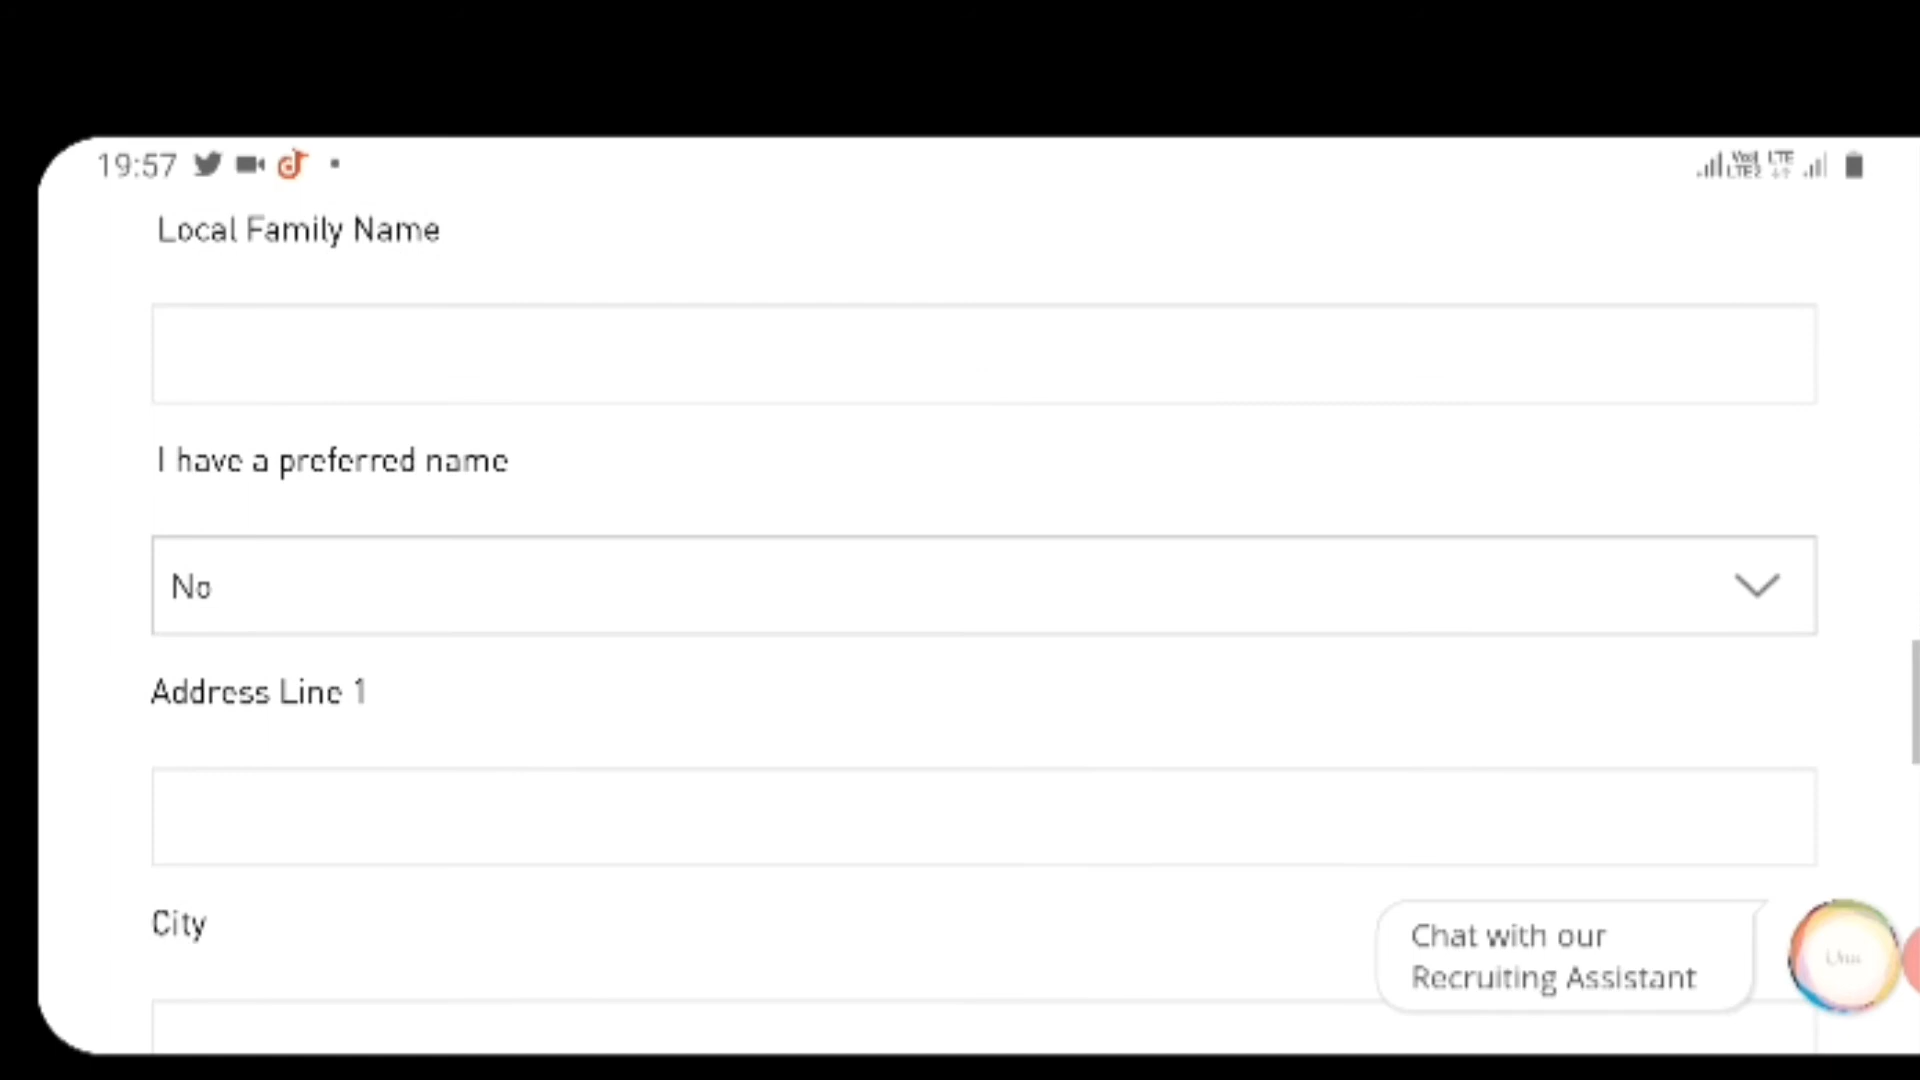 19:57
Local Family Name
I have a preferred name
No
Address Line 1
City
Chat with our
Recruiting Assistant